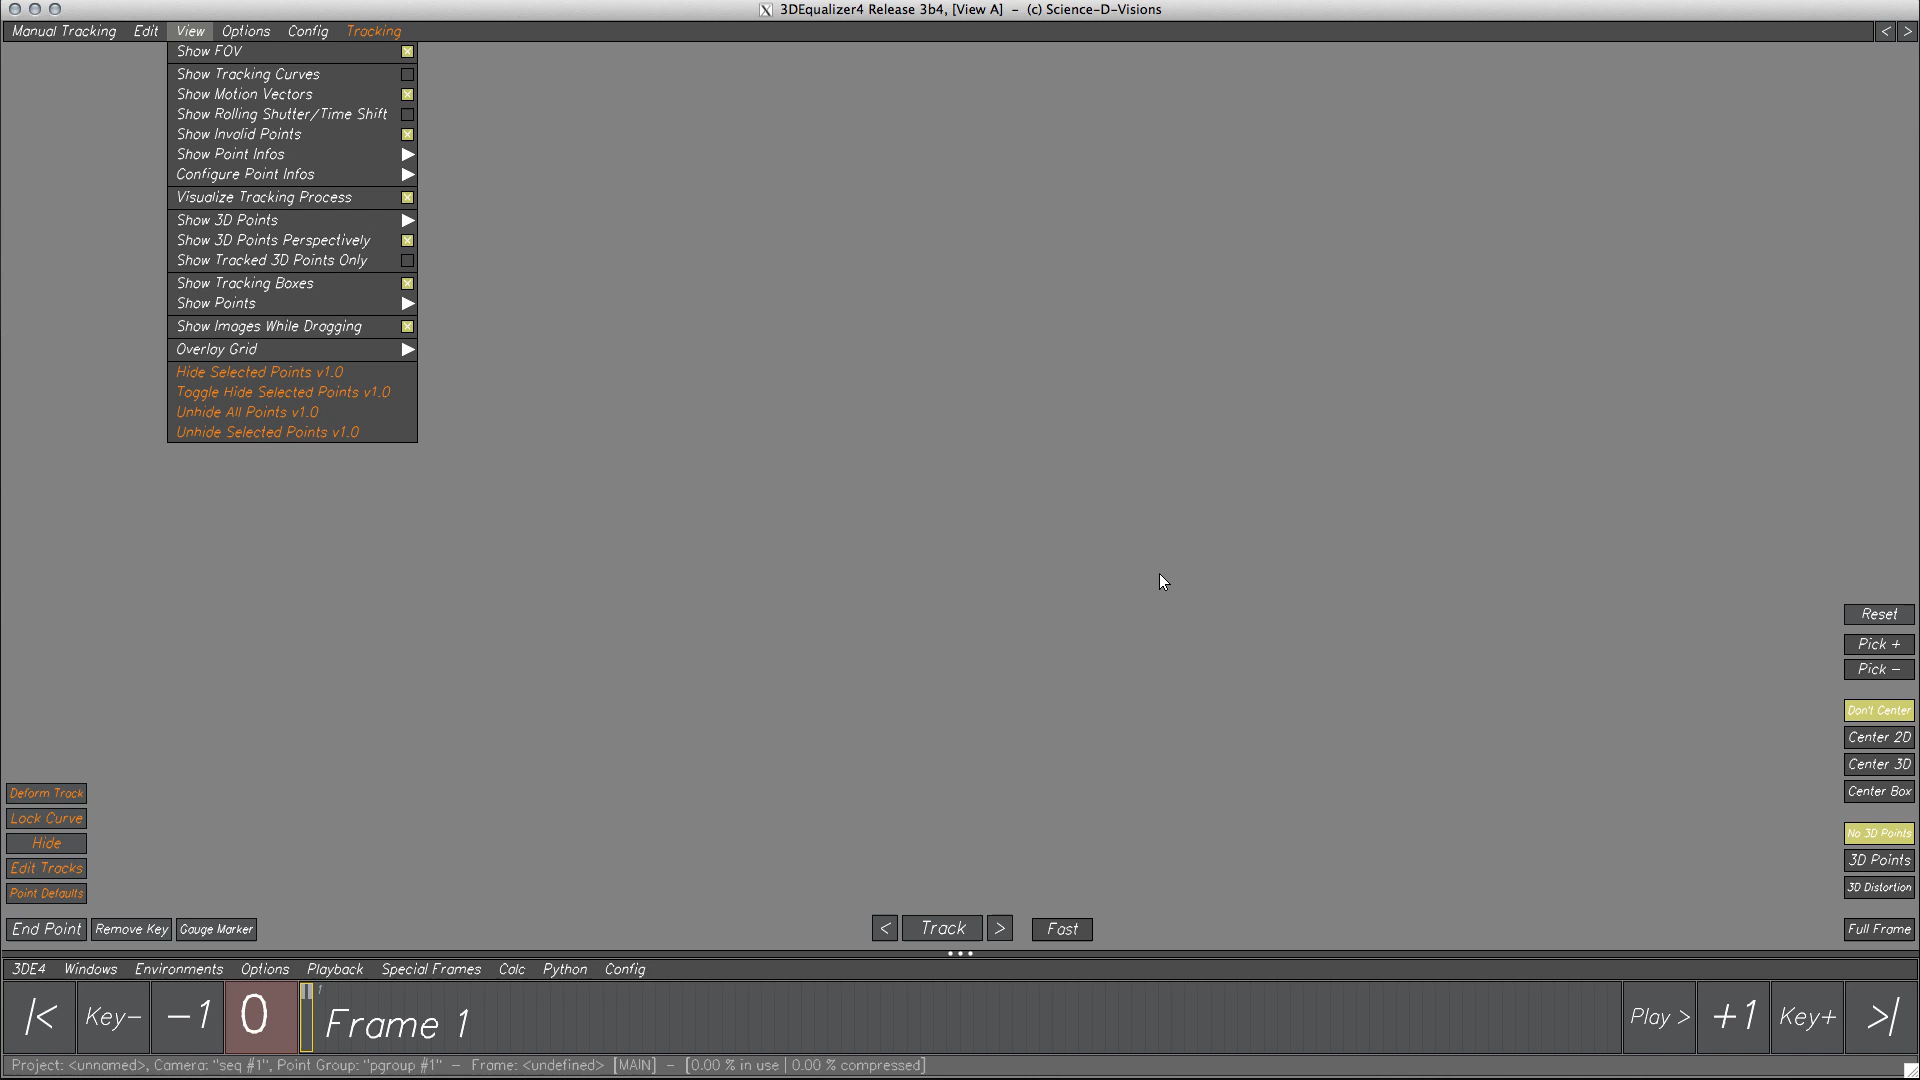 3DEqualizer4 Release 3b4, [View A]  -  (c) Science-D-Visions
Manual Tracking Edit View Options Config Tracking < >
Show FOV
Show Tracking Curves
Show Motion Vectors
Show Rolling Shutter/Time Shift
Show Invalid Points
Show Point Infos
Configure Point Infos
Visualize Tracking Process
Show 3D Points
Show 3D Points Perspectively
Show Tracked 3D Points Only
Show Tracking Boxes
Show Points
Show Images While Dragging
Overlay Grid
Hide Selected Points v1.0
Toggle Hide Selected Points v1.0
Unhide All Points v1.0
Unhide Selected Points v1.0
Reset
Pick +
Pick -
Don't Center
Center 2D
Center 3D
Center Box
Deform Track
Lock Curve
Hide
Edit Tracks
Point Defaults
No 3D Points
3D Points
3D Distortion
End Point Remove Key Gauge Marker < Track > Fast Full Frame
3DE4 Windows Environments Options Playback Special Frames Calc Python Config
|< Key- -1 0 1 Frame 1 Play > +1 Key+ >|
Project: <unnamed>, Camera: "seq #1", Point Group: "pgroup #1"  -  Frame: <undefined>  [MAIN]  -  [0.00 % in use | 0.00 % compressed]